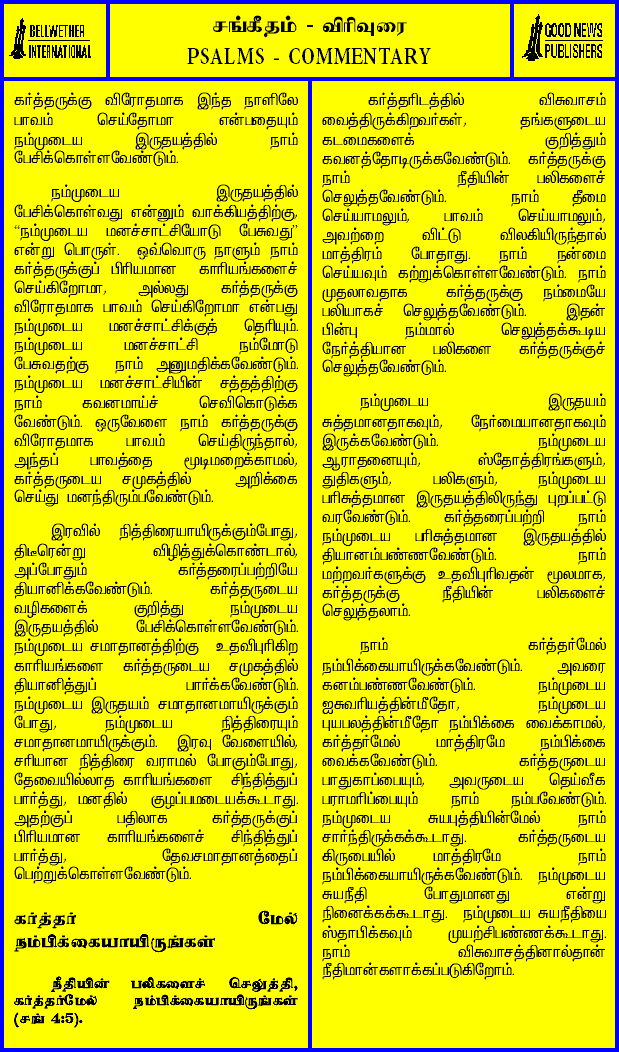 BELLWETHER
INTERNATIONAL
சங்கீதம் - விரிவுரை
PSALMS - COMMENTARY
GOOD NEWS
PUBLISHERS
கர்த்தருக்கு விரோதமாக இந்த நாளிலே
பாவம் செய்தோமா என்பதையும்
நம்முடைய இருதயத்தில் நாம்
பேசிக்கொள்ளவேண்டும்.
நம்முடைய இருதயத்தில்
பேசிக்கொள்வது என்னும் வாக்கியத்திற்கு,
“நம்முடைய மனச்சாட்சியோடு பேசுவது”
என்று பொருள். ஒவ்வொரு நாளும் நாம்
கர்த்தருக்குப் பிரியமான காரியங்களைச்
செய்கிறோமா, அல்லது கர்த்தருக்கு
விரோதமாக பாவம் செய்கிறோமா என்பது
நம்முடைய மனச்சாட்சிக்குத் தெரியும்.
நம்முடைய மனச்சாட்சி நம்மோடு
பேசுவதற்கு நாம் அனுமதிக்கவேண்டும்.
நம்முடைய மனச்சாட்சியின் சத்தத்திற்கு
நாம் கவனமாய்ச் செவிகொடுக்க
வேண்டும். ஒருவேளை நாம் கர்த்தருக்கு
விரோதமாக பாவம் செய்திருந்தால்,
அந்தப் பாவத்தை மூடிமறைக்காமல்,
கர்த்தருடைய சமுகத்தில் அறிக்கை
செய்து மனந்திரும்பவேண்டும்.
இரவில் நித்திரையாயிருக்கும்போது,
திடீரென்று விழித்துக்கொண்டால்,
அப்போதும் கர்த்தரைப்பற்றியே
தியானிக்கவேண்டும். கர்த்தருடைய
வழிகளைக் குறித்து நம்முடைய
இருதயத்தில் பேசிக்கொள்ளவேண்டும்.
நம்முடைய சமாதானத்திற்கு உதவிபுரிகிற
காரியங்களை கர்த்தருடைய சமுகத்தில்
தியானித்துப் பார்க்கவேண்டும்.
நம்முடைய இருதயம் சமாதானமாயிருக்கும்
போது, நம்முடைய நித்திரையும்
சமாதானமாயிருக்கும். இரவு வேளையில்,
சரியான நித்திரை வராமல் போகும்போது,
தேவையில்லாத காரியங்களை சிந்தித்துப்
பார்த்து, மனதில் குழப்பமடையக்கூடாது.
அதற்குப் பதிலாக கர்த்தருக்குப்
பிரியமான காரியங்களைச் சிந்தித்துப்
பார்த்து, தேவசமாதானத்தைப்
பெற்றுக்கொள்ளவேண்டும்.
கர்த்தர் மேல்
நம்பிக்கையாயிருங்கள்
நீதியின் பலிகளைச் செலுத்தி,
கர்த்தர்மேல் நம்பிக்கையாயிருங்கள்
(சங் 4:5).
கர்த்தரிடத்தில் விசுவாசம்
வைத்திருக்கிறவர்கள், தங்களுடைய
கடமைகளைக் குறித்தும்
கவனத்தோடிருக்கவேண்டும். கர்த்தருக்கு
நாம் நீதியின் பலிகளைச்
செலுத்தவேண்டும். நாம் தீமை
செய்யாமலும், பாவம் செய்யாமலும்,
அவற்றை விட்டு விலகியிருந்தால்
மாத்திரம் போதாது. நாம் நன்மை
செய்யவும் கற்றுக்கொள்ளவேண்டும். நாம்
முதலாவதாக கர்த்தருக்கு நம்மையே
பலியாகச் செலுத்தவேண்டும். இதன்
பின்பு நம்மால் செலுத்தக்கூடிய
நேர்த்தியான பலிகளை கர்த்தருக்குச்
செலுத்தவேண்டும்.
நம்முடைய இருதயம்
சுத்தமானதாகவும், நேர்மையானதாகவும்
இருக்கவேண்டும். நம்முடைய
ஆராதனையும், ஸ்தோத்திரங்களும்,
துதிகளும், பலிகளும், நம்முடைய
பரிசுத்தமான இருதயத்திலிருந்து புறப்பட்டு
வரவேண்டும். கர்த்தரைப்பற்றி நாம்
நம்முடைய பரிசுத்தமான இருதயத்தில்
தியானம்பண்ணவேண்டும். நாம்
மற்றவர்களுக்கு உதவிபுரிவதன் மூலமாக,
கர்த்தருக்கு நீதியின் பலிகளைச்
செலுத்தலாம்.
நாம் கர்த்தர்மேல்
நம்பிக்கையாயிருக்கவேண்டும். அவரை
கனம்பண்ணவேண்டும். நம்முடைய
ஐசுவரியத்தின்மீதோ, நம்முடைய
புயபலத்தின்மீதோ நம்பிக்கை வைக்காமல்,
கர்த்தர்மேல் மாத்திரமே நம்பிக்கை
வைக்கவேண்டும். கர்த்தருடைய
பாதுகாப்பையும், அவருடைய தெய்வீக
பராமரிப்பையும் நாம் நம்பவேண்டும்.
நம்முடைய சுயபுத்தியின்மேல் நாம்
சார்ந்திருக்கக்கூடாது. கர்த்தருடைய
கிருபையில் மாத்திரமே நாம்
நம்பிக்கையாயிருக்கவேண்டும். நம்முடைய
சுயநீதி போதுமானது என்று
நினைக்கக்கூடாது. நம்முடைய சுயநீதியை
ஸ்தாபிக்கவும் முயற்சிபண்ணக்கூடாது.
நாம் விசுவாசத்தினால்தான்
நீதிமான்களாக்கப்படுகிறோம்.